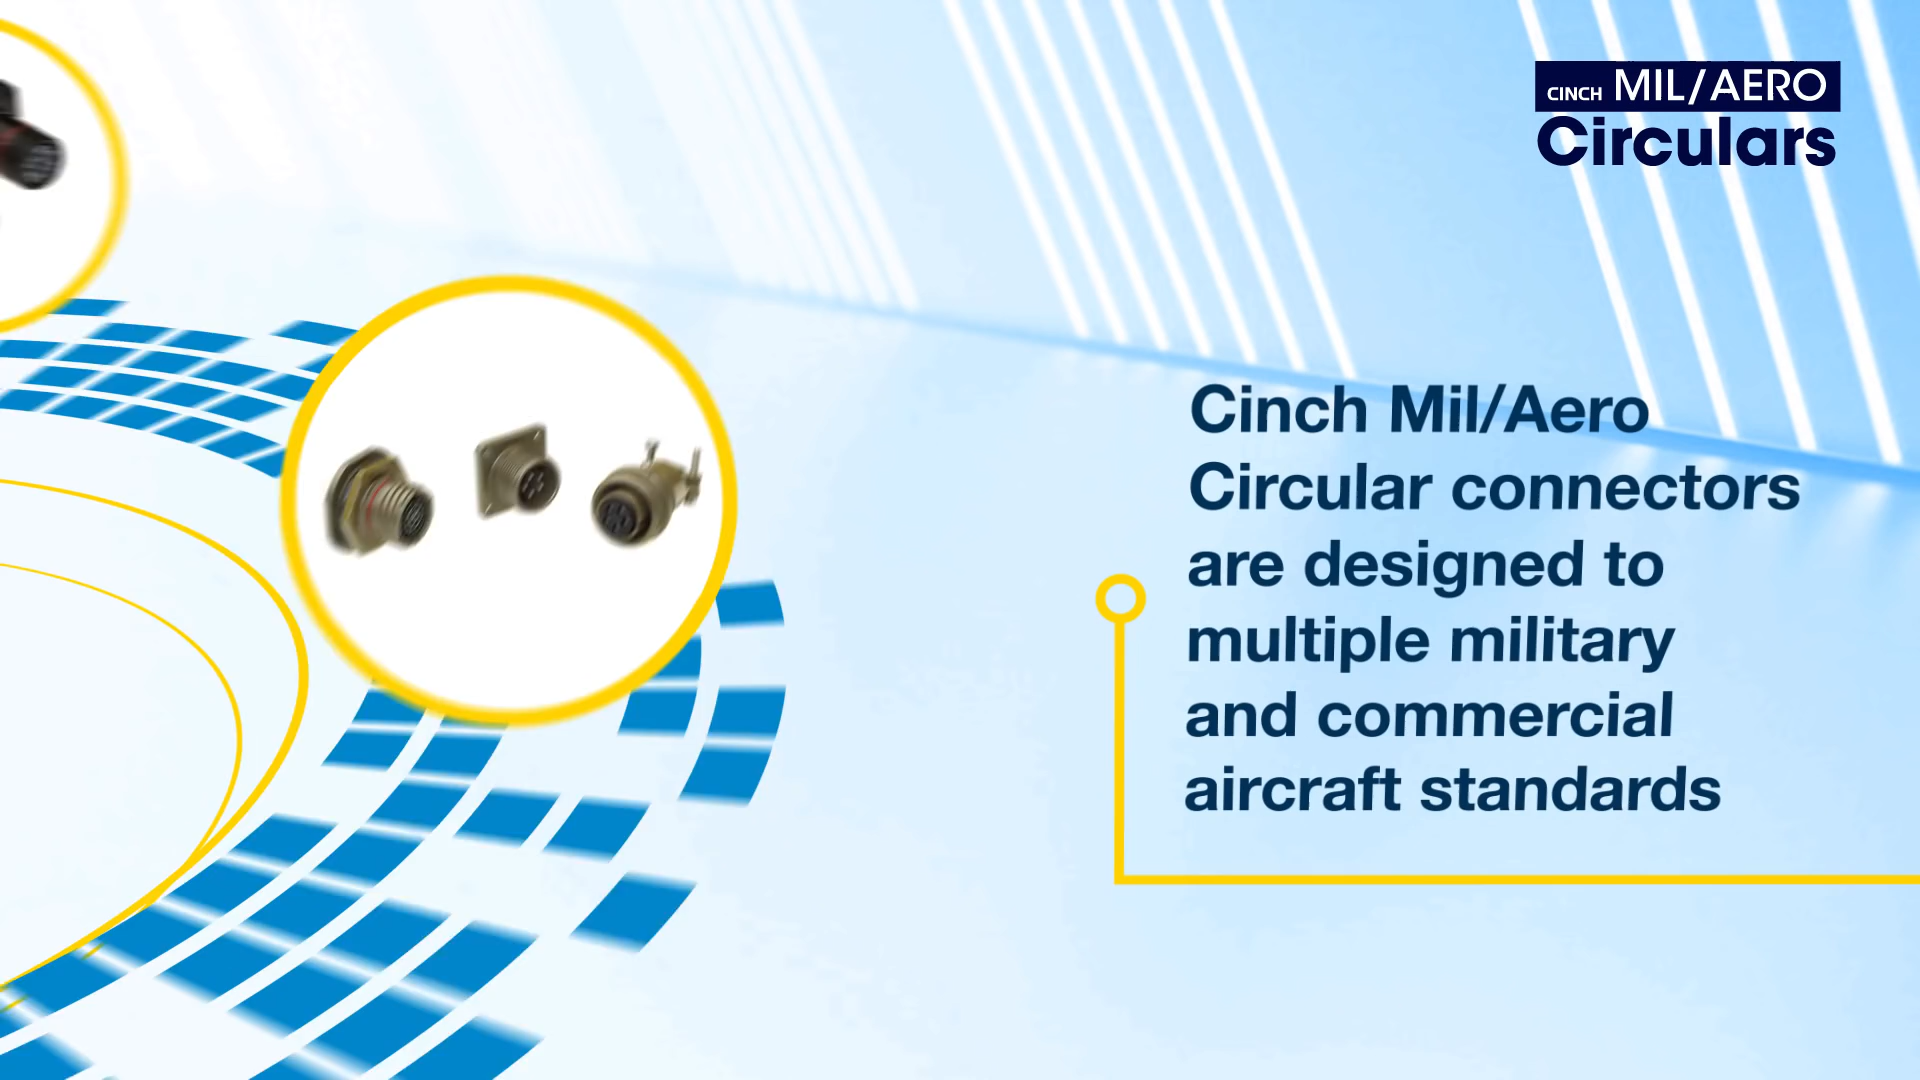 CINCH MIL/AERO
Circulars
Cinch Mil/Aero
Circular connectors
are designed to
multiple military
and commercial
aircraft standards